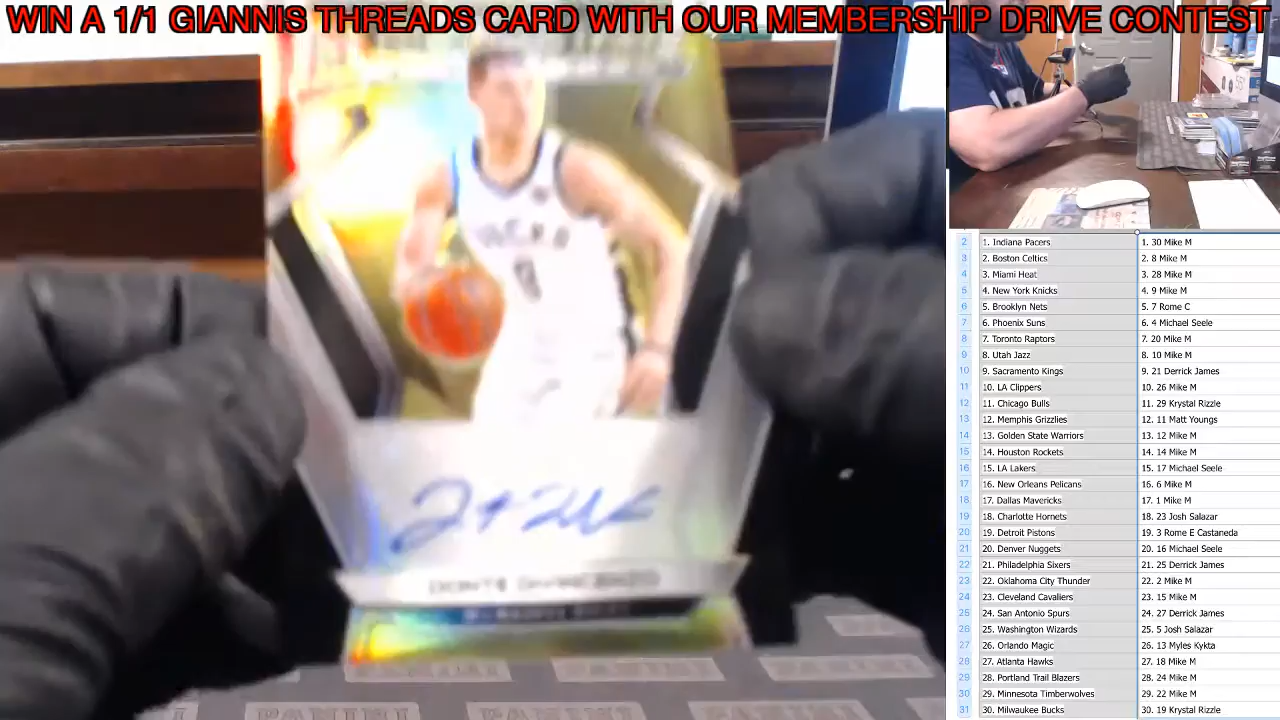 WIN A 1/1 GIANNIS THREADS CARD WITH OUR MEMBERSHIP DRIVE CONTEST
DONTE DIVINCENZO
2 1. Indiana Pacers 1. 30 Mike M
3 2. Boston Celtics 2. 8 Mike M
4 3. Miami Heat 3. 28 Mike M
5 4. New York Knicks 4. 9 Mike M
6 5. Brooklyn Nets 5. 7 Rome C
7 6. Phoenix Suns 6. 4 Michael Seele
8 7. Toronto Raptors 7. 20 Mike M
9 8. Utah Jazz 8. 10 Mike M
10 9. Sacramento Kings 9. 21 Derrick James
11 10. LA Clippers 10. 26 Mike M
12 11. Chicago Bulls 11. 29 Krystal Rizzle
13 12. Memphis Grizzlies 12. 11 Matt Youngs
14 13. Golden State Warriors 13. 12 Mike M
15 14. Houston Rockets 14. 14 Mike M
16 15. LA Lakers 15. 17 Michael Seele
17 16. New Orleans Pelicans 16. 6 Mike M
18 17. Dallas Mavericks 17. 1 Mike M
19 18. Charlotte Hornets 18. 23 Josh Salazar
20 19. Detroit Pistons 19. 3 Rome E Castaneda
21 20. Denver Nuggets 20. 16 Michael Seele
22 21. Philadelphia Sixers 21. 25 Derrick James
23 22. Oklahoma City Thunder 22. 2 Mike M
24 23. Cleveland Cavaliers 23. 15 Mike M
25 24. San Antonio Spurs 24. 27 Derrick James
26 25. Washington Wizards 25. 5 Josh Salazar
27 26. Orlando Magic 26. 13 Myles Kykta
28 27. Atlanta Hawks 27. 18 Mike M
29 28. Portland Trail Blazers 28. 24 Mike M
30 29. Minnesota Timberwolves 29. 22 Mike M
31 30. Milwaukee Bucks 30. 19 Krystal Rizzle
PANINI PANINI PANINI